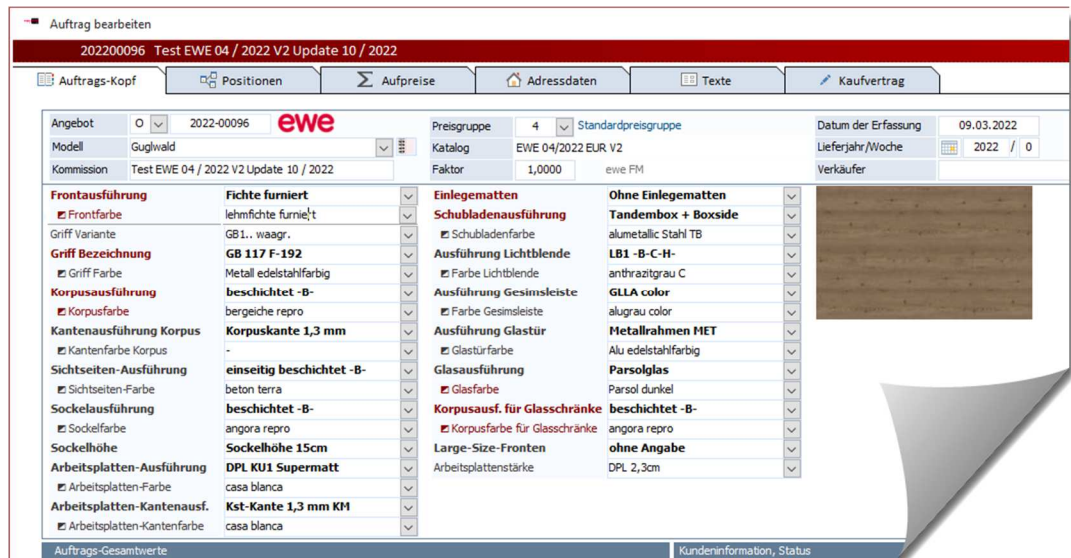 Auftrag bearbeiten
202200096 Test EWE 04 / 2022 V2 Update 10 / 2022
Auftrags-Kopf Positionen Aufpreise Adressdaten Texte Kaufvertrag
Angebot O 2022-00096 ewe Preisgruppe 4 Standardpreisgruppe Datum der Erfassung 09.03.2022
Modell Guglwald Katalog EWE 04/2022 EUR V2 Lieferjahr/Woche 2022 / 0
Kommission Test EWE 04 / 2022 V2 Update 10 / 2022 Faktor 1,0000 ewe FM Verkäufer
Frontausführung Fichte furniert Einlegematten Ohne Einlegematten
Frontfarbe lehmfichte furniert Schubladenausführung Tandembox + Boxside
Griff Variante GB1.. waagr. Schubladenfarbe alumetallic Stahl TB
Griff Bezeichnung GB 117 F-192 Ausführung Lichtblende LB1 -B-C-H-
Griff Farbe Metall edelstahlfarbig Farbe Lichtblende anthrazitgrau C
Korpusausführung beschichtet -B- Ausführung Gesimsleiste GLLA color
Korpusfarbe bergeiche repro Farbe Gesimsleiste alugrau color
Kantenausführung Korpus Korpuskante 1,3 mm Ausführung Glastür Metallrahmen MET
Kantenfarbe Korpus - Glastürfarbe Alu edelstahlfarbig
Sichtseiten-Ausführung einseitig beschichtet -B- Glasausführung Parsolglas
Sichtseiten-Farbe beton terra Glasfarbe Parsol dunkel
Sockelausführung beschichtet -B- Korpusausf. für Glasschränke beschichtet -B-
Sockelfarbe angora repro Korpusfarbe für Glasschränke angora repro
Sockelhöhe Sockelhöhe 15cm Large-Size-Fronten ohne Angabe
Arbeitsplatten-Ausführung DPL KU1 Supermatt Arbeitsplattenstärke DPL 2,3cm
Arbeitsplatten-Farbe casa blanca
Arbeitsplatten-Kantenausf. Kst-Kante 1,3 mm KM
Arbeitsplatten-Kantenfarbe casa blanca
Auftrags-Gesamtwerte Kundeninformation, Status